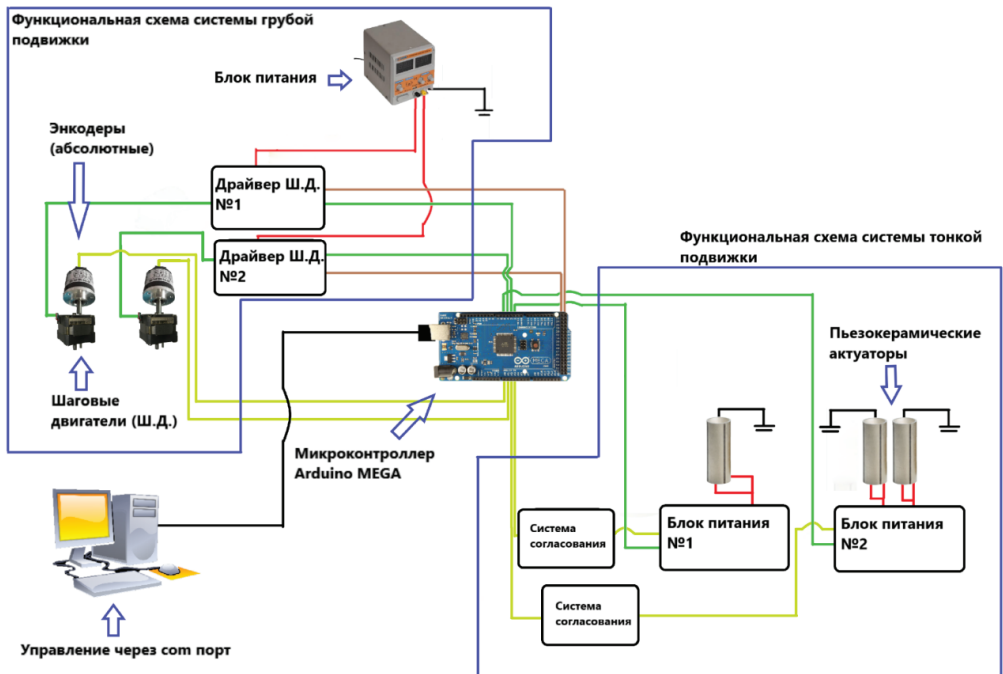 Функциональная схема системы грубой
подвижки
Блок питания
Энкодеры
(абсолютные)
Драйвер Ш.Д.
№1
Драйвер Ш.Д.
№2
Функциональная схема системы тонкой
подвижки
Пьезокерамические
актуаторы
Шаговые
двигатели (Ш.Д.)
Микроконтроллер
Arduino MEGA
Система
согласования
Блок питания
№1
Блок питания
№2
Система
согласования
Управление через com порт